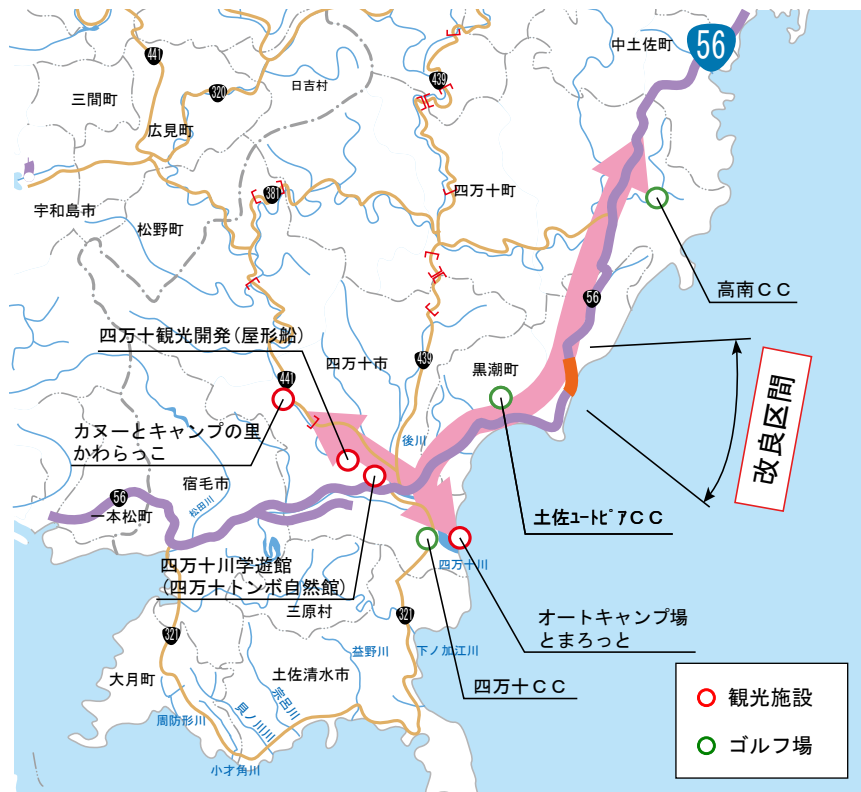 中土佐町
56
441
439
日吉村
三間町
320
広見町
381
四万十町
宇和島市
松野町
高南CC
56
四万十観光開発(屋形船)
四万十市
439
黒潮町
441
改良区間
カヌーとキャンプの里
かわらっこ
後川
宿毛市
松田川
56
一本松町
土佐ﾕｰﾄﾋﾟｱCC
四万十川学遊館
(四万十トンボ自然館)
四万十川
三原村
321
オートキャンプ場
とまろっと
321
益野川
下ノ加江川
大月町
土佐清水市
四万十CC
宗呂川
貝ノ川川
周防形川
小才角川
観光施設
ゴルフ場